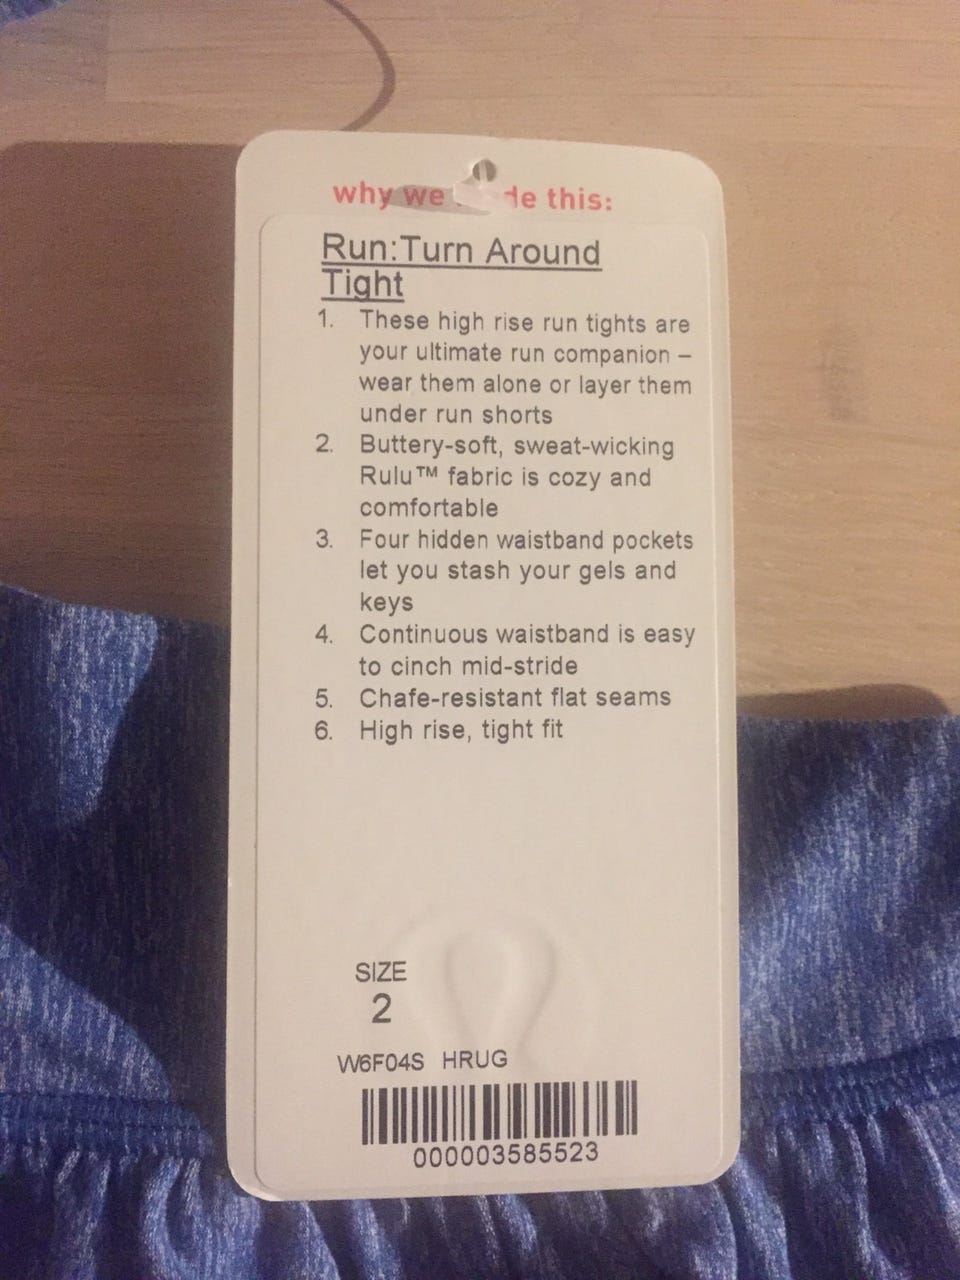 why we de this:
Run:Turn Around
Tight
1. These high rise run tights are
your ultimate run companion –
wear them alone or layer them
under run shorts
2. Buttery-soft, sweat-wicking
Rulu™ fabric is cozy and
comfortable
3. Four hidden waistband pockets
let you stash your gels and
keys
4. Continuous waistband is easy
to cinch mid-stride
5. Chafe-resistant flat seams
6. High rise, tight fit
SIZE
2
W6F04S HRUG
000003585523